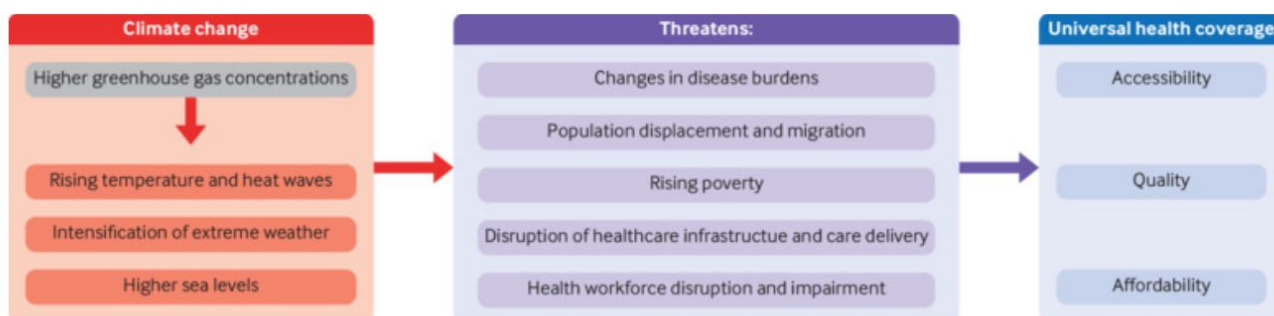 Climate change
Higher greenhouse gas concentrations
Rising temperature and heat waves
Intensification of extreme weather
Higher sea levels
Threatens:
Changes in disease burdens
Population displacement and migration
Rising poverty
Disruption of healthcare infrastructue and care delivery
Health workforce disruption and impairment
Universal health coverage
Accessibility
Quality
Affordability